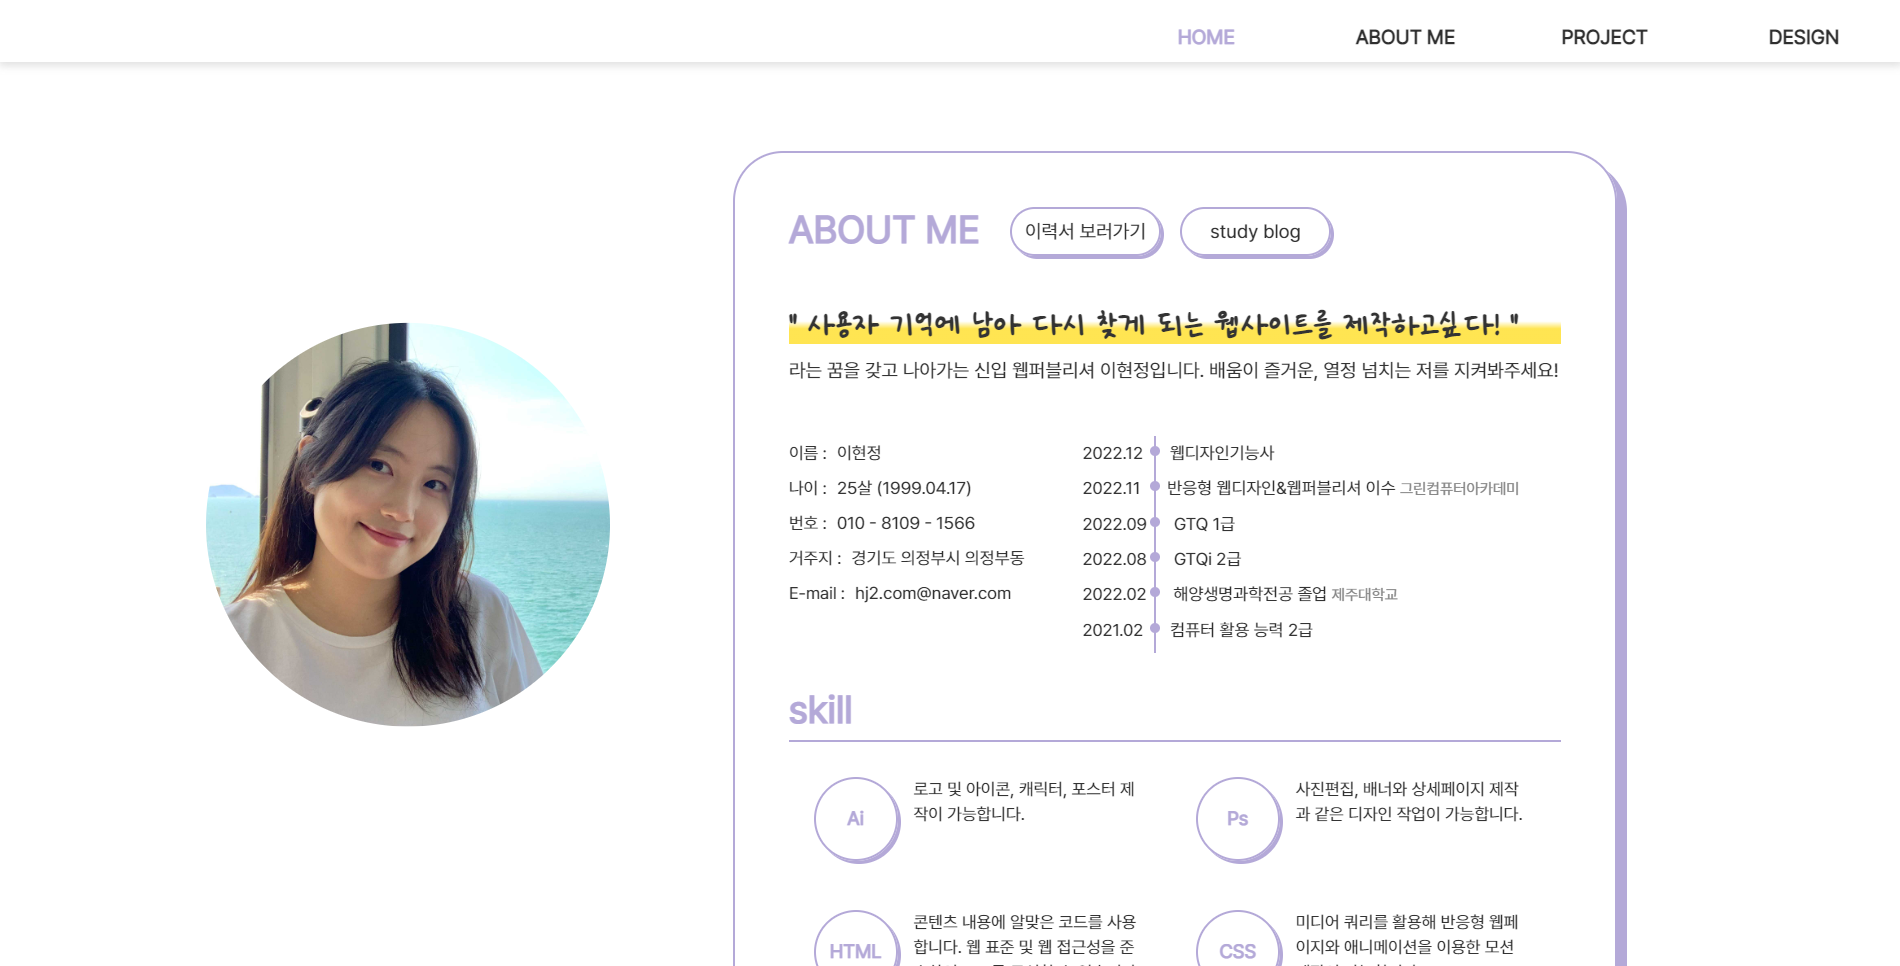 HOME ABOUT ME PROJECT DESIGN
ABOUT ME 이력서 보러가기 study blog
" 사용자 기억에 남아 다시 찾게 되는 웹사이트를 제작하고싶다! "
라는 꿈을 갖고 나아가는 신입 웹퍼블리셔 이현정입니다. 배움이 즐거운, 열정 넘치는 저를 지켜봐주세요!
이름 : 이현정
나이 : 25살 (1999.04.17)
번호 : 010 - 8109 - 1566
거주지 : 경기도 의정부시 의정부동
E-mail : hj2.com@naver.com
2022.12 웹디자인기능사
2022.11 반응형 웹디자인&웹퍼블리셔 이수 그린컴퓨터아카데미
2022.09 GTQ 1급
2022.08 GTQi 2급
2022.02 해양생명과학전공 졸업 제주대학교
2021.02 컴퓨터 활용 능력 2급
skill
Ai
로고 및 아이콘, 캐릭터, 포스터 제
작이 가능합니다.
Ps
사진편집, 배너와 상세페이지 제작
과 같은 디자인 작업이 가능합니다.
HTML
콘텐츠 내용에 알맞은 코드를 사용
합니다. 웹 표준 및 웹 접근성을 준
CSS
미디어 쿼리를 활용해 반응형 웹페
이지와 애니메이션을 이용한 모션